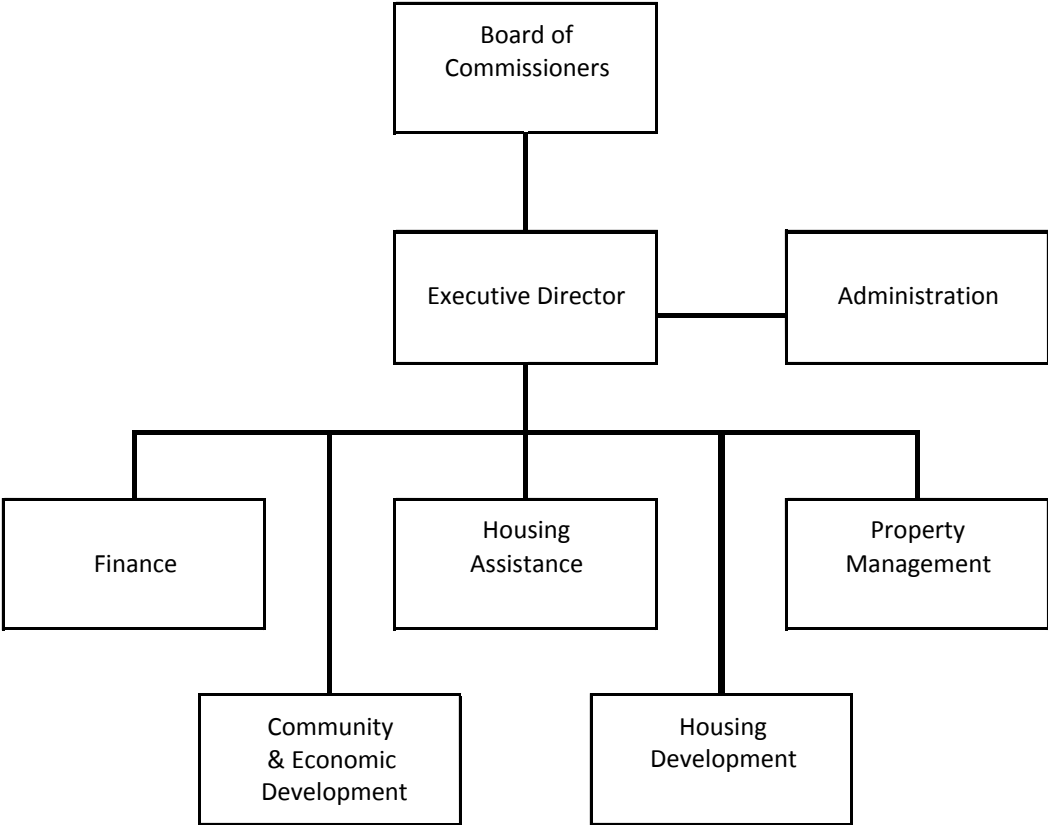 Board of
Commissioners
Executive Director
Administration
Finance
Housing
Assistance
Property
Management
Community
& Economic
Development
Housing
Development